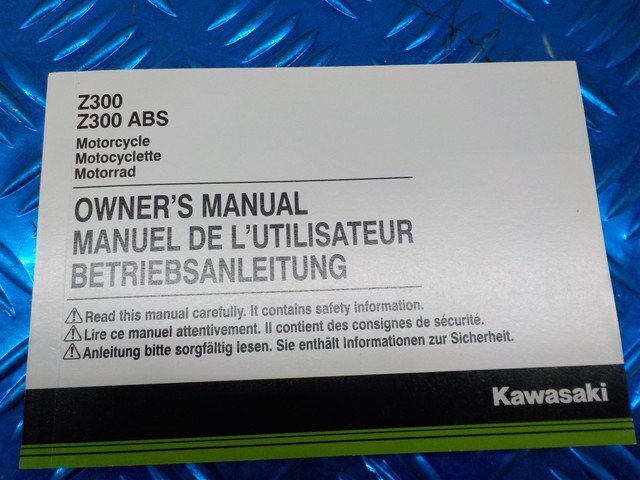 Z300
Z300 ABS
Motorcycle
Motocyclette
Motorrad
OWNER'S MANUAL
MANUEL DE L'UTILISATEUR
BETRIEBSANLEITUNG
Read this manual carefully. It contains safety information.
Lire ce manuel attentivement. Il contient des consignes de sécurité.
Anleitung bitte sorgfältig lesen. Sie enthält Informationen zur Sicherheit.
Kawasaki